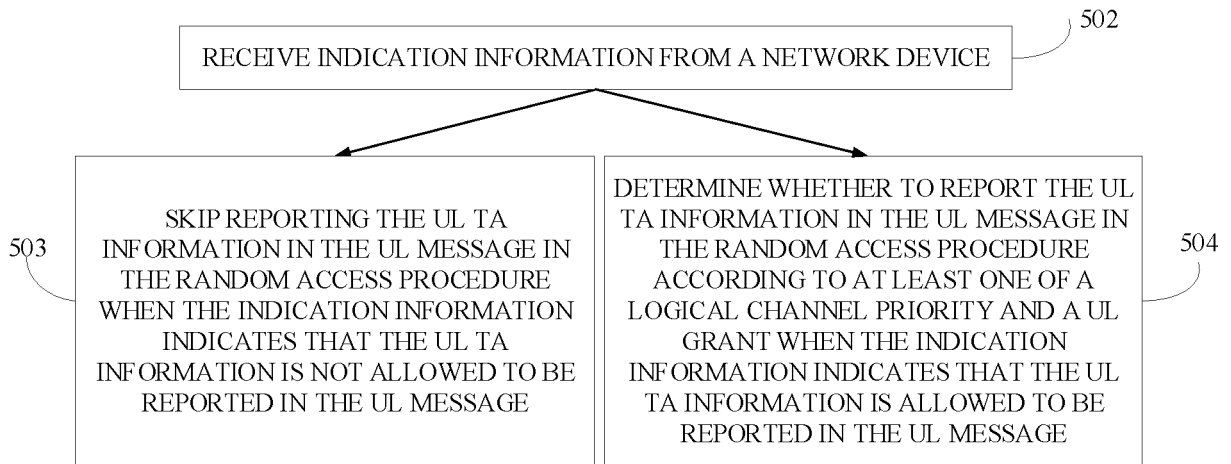 502
RECEIVE INDICATION INFORMATION FROM A NETWORK DEVICE
503
SKIP REPORTING THE UL TA
INFORMATION IN THE UL MESSAGE IN
THE RANDOM ACCESS PROCEDURE
WHEN THE INDICATION INFORMATION
INDICATES THAT THE UL TA
INFORMATION IS NOT ALLOWED TO BE
REPORTED IN THE UL MESSAGE
DETERMINE WHETHER TO REPORT THE UL
TA INFORMATION IN THE UL MESSAGE IN
THE RANDOM ACCESS PROCEDURE
ACCORDING TO AT LEAST ONE OF A
LOGICAL CHANNEL PRIORITY AND A UL
GRANT WHEN THE INDICATION
INFORMATION INDICATES THAT THE UL
TA INFORMATION IS ALLOWED TO BE
REPORTED IN THE UL MESSAGE
504